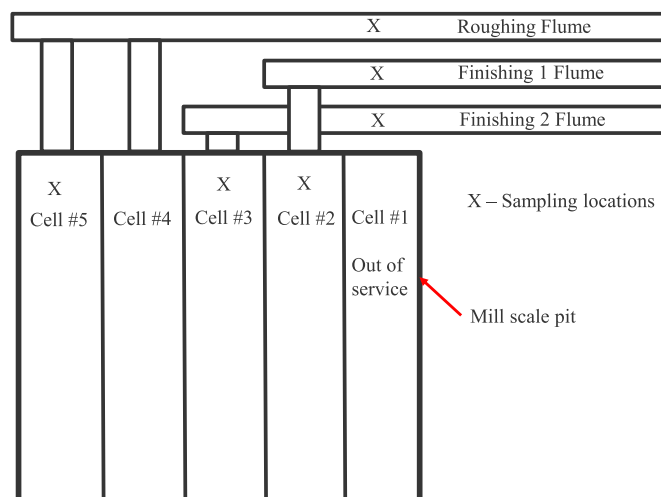 X Roughing Flume
X Finishing 1 Flume
X Finishing 2 Flume
X X X
Cell #5 Cell #4 Cell #3 Cell #2 Cell #1
X – Sampling locations
Out of
service
Mill scale pit